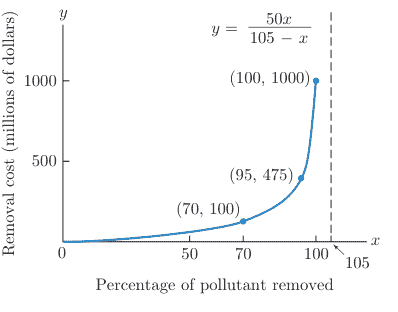 y
y = 50x / 105 − x
Removal cost (millions of dollars)
1000
(100, 1000)
500
(95, 475)
(70, 100)
x
0
50
70
100
105
Percentage of pollutant removed